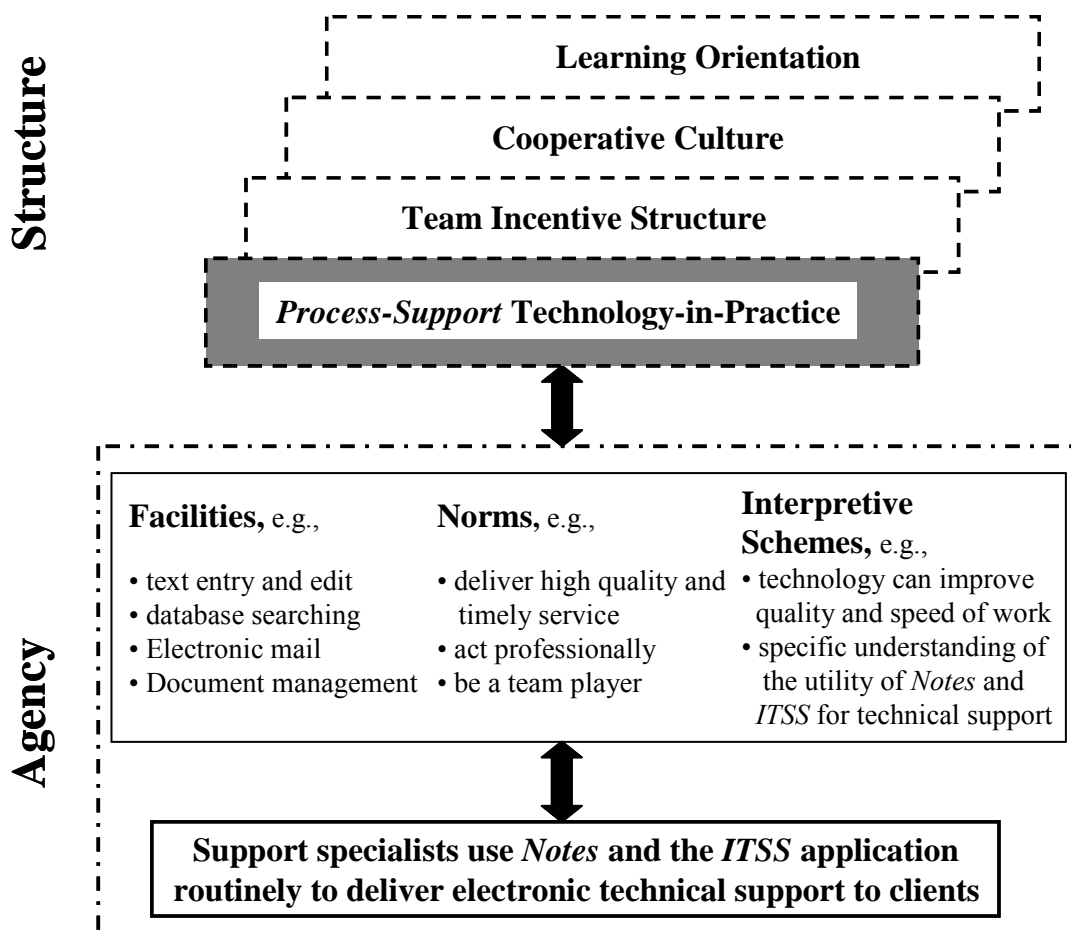 Structure
Learning Orientation
Cooperative Culture
Team Incentive Structure
Process-Support Technology-in-Practice
Agency
Facilities, e.g.,
• text entry and edit
• database searching
• Electronic mail
• Document management
Norms, e.g.,
• deliver high quality and
timely service
• act professionally
• be a team player
Interpretive
Schemes, e.g.,
• technology can improve
quality and speed of work
• specific understanding of
the utility of Notes and
ITSS for technical support
Support specialists use Notes and the ITSS application
routinely to deliver electronic technical support to clients